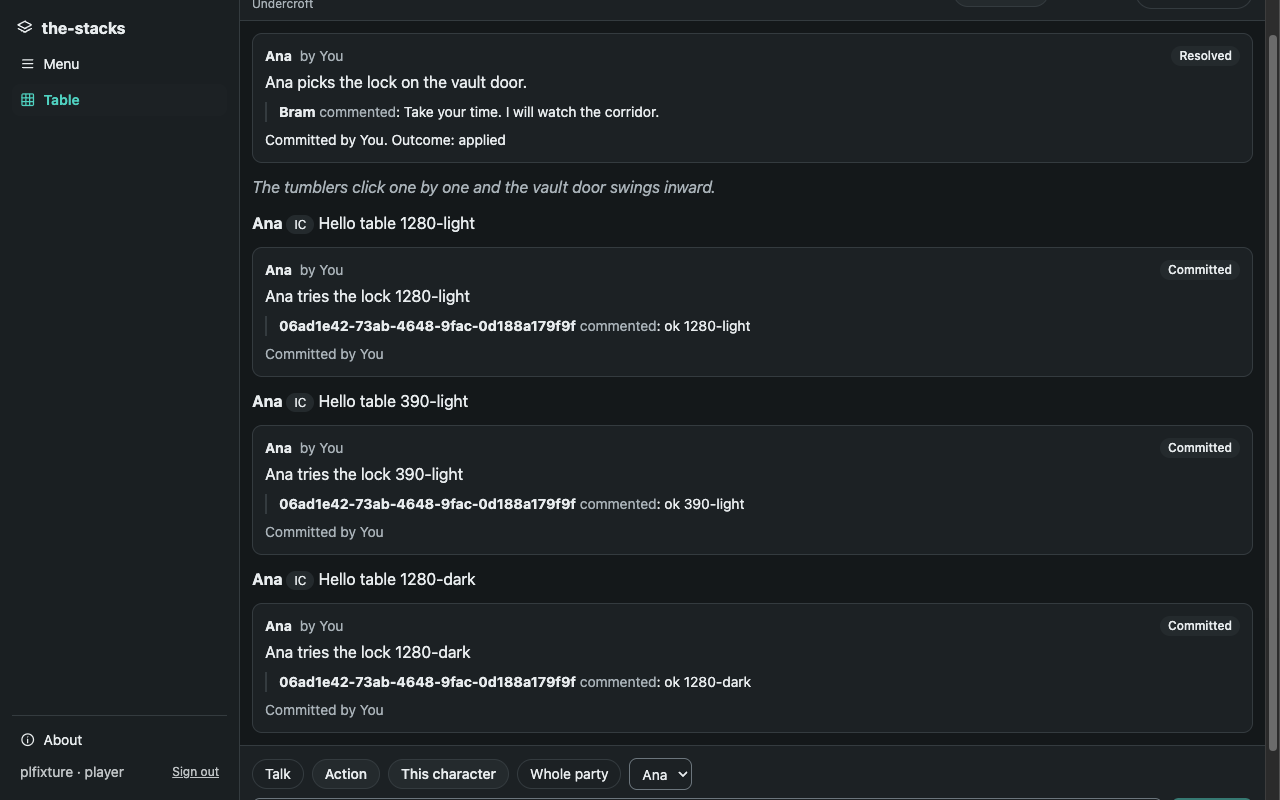 the-stacks
Menu
Table
About
plfixture · player
Sign out
Undercroft
Ana by You
Resolved
Ana picks the lock on the vault door.
Bram commented: Take your time. I will watch the corridor.
Committed by You. Outcome: applied
The tumblers click one by one and the vault door swings inward.
Ana IC Hello table 1280-light
Ana by You
Committed
Ana tries the lock 1280-light
06ad1e42-73ab-4648-9fac-0d188a179f9f commented: ok 1280-light
Committed by You
Ana IC Hello table 390-light
Ana by You
Committed
Ana tries the lock 390-light
06ad1e42-73ab-4648-9fac-0d188a179f9f commented: ok 390-light
Committed by You
Ana IC Hello table 1280-dark
Ana by You
Committed
Ana tries the lock 1280-dark
06ad1e42-73ab-4648-9fac-0d188a179f9f commented: ok 1280-dark
Committed by You
Talk
Action
This character
Whole party
Ana